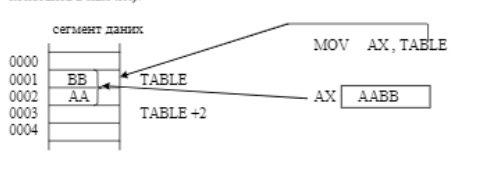 сегмент даних
MOV AX, TABLE
0000
0001 BB TABLE
0002 AA AX AABB
0003 TABLE +2
0004